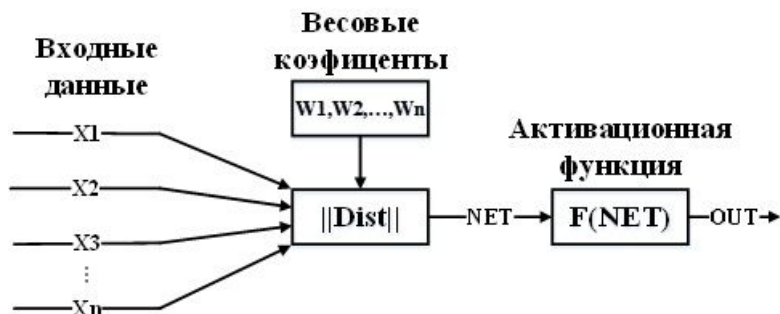 Входные
данные
Весовые
коэфиценты
W1,W2,...,Wn
Активационная
функция
X1
X2
X3
⋮
Xn
||Dist||
NET
F(NET)
OUT